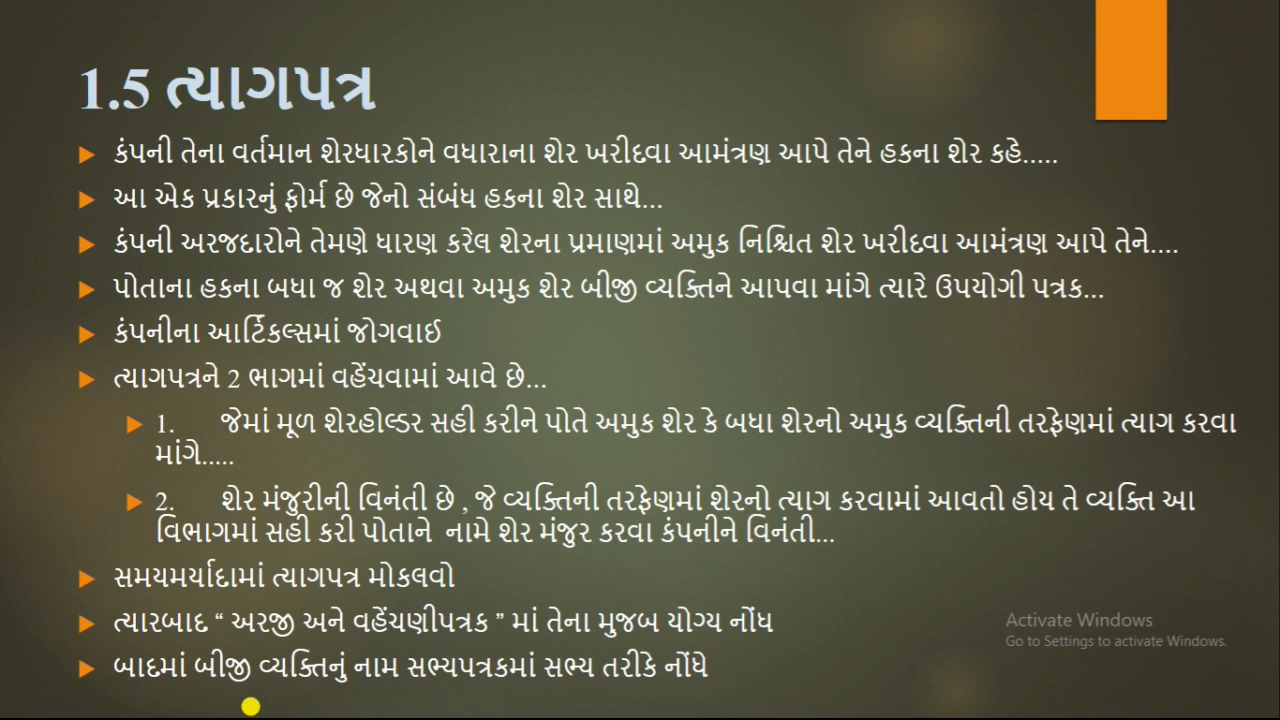 1.5 ત્યાગપત્ર
કંપની તેના વર્તમાન શેરધારકોને વધારાના શેર ખરીદવા આમંત્રણ આપે તેને હકના શેર કહે.....
આ એક પ્રકારનું ફોર્મ છે જેનો સંબંધ હકના શેર સાથે...
કંપની અરજદારોને તેમણે ધારણ કરેલ શેરના પ્રમાણમાં અમુક નિશ્ચિત શેર ખરીદવા આમંત્રણ આપે તેને....
પોતાના હકના બધા જ શેર અથવા અમુક શેર બીજી વ્યક્તિને આપવા માંગે ત્યારે ઉપયોગી પત્રક...
કંપનીના આર્ટિકલ્સમાં જોગવાઈ
ત્યાગપત્રને 2 ભાગમાં વહેંચવામાં આવે છે...
1. જેમાં મૂળ શેરહોલ્ડર સહી કરીને પોતે અમુક શેર કે બધા શેરનો અમુક વ્યક્તિની તરફેણમાં ત્યાગ કરવા
માંગે.....
2. શેર મંજુરીની વિનંતી છે , જે વ્યક્તિની તરફેણમાં શેરનો ત્યાગ કરવામાં આવતો હોય તે વ્યક્તિ આ
વિભાગમાં સહી કરી પોતાને નામે શેર મંજુર કરવા કંપનીને વિનંતી...
સમયમર્યાદામાં ત્યાગપત્ર મોકલવો
ત્યારબાદ “ અરજી અને વહેંચણીપત્રક ” માં તેના મુજબ યોગ્ય નોંધ
બાદમાં બીજી વ્યક્તિનું નામ સભ્યપત્રકમાં સભ્ય તરીકે નોંધે
Activate Windows
Go to Settings to activate Windows.